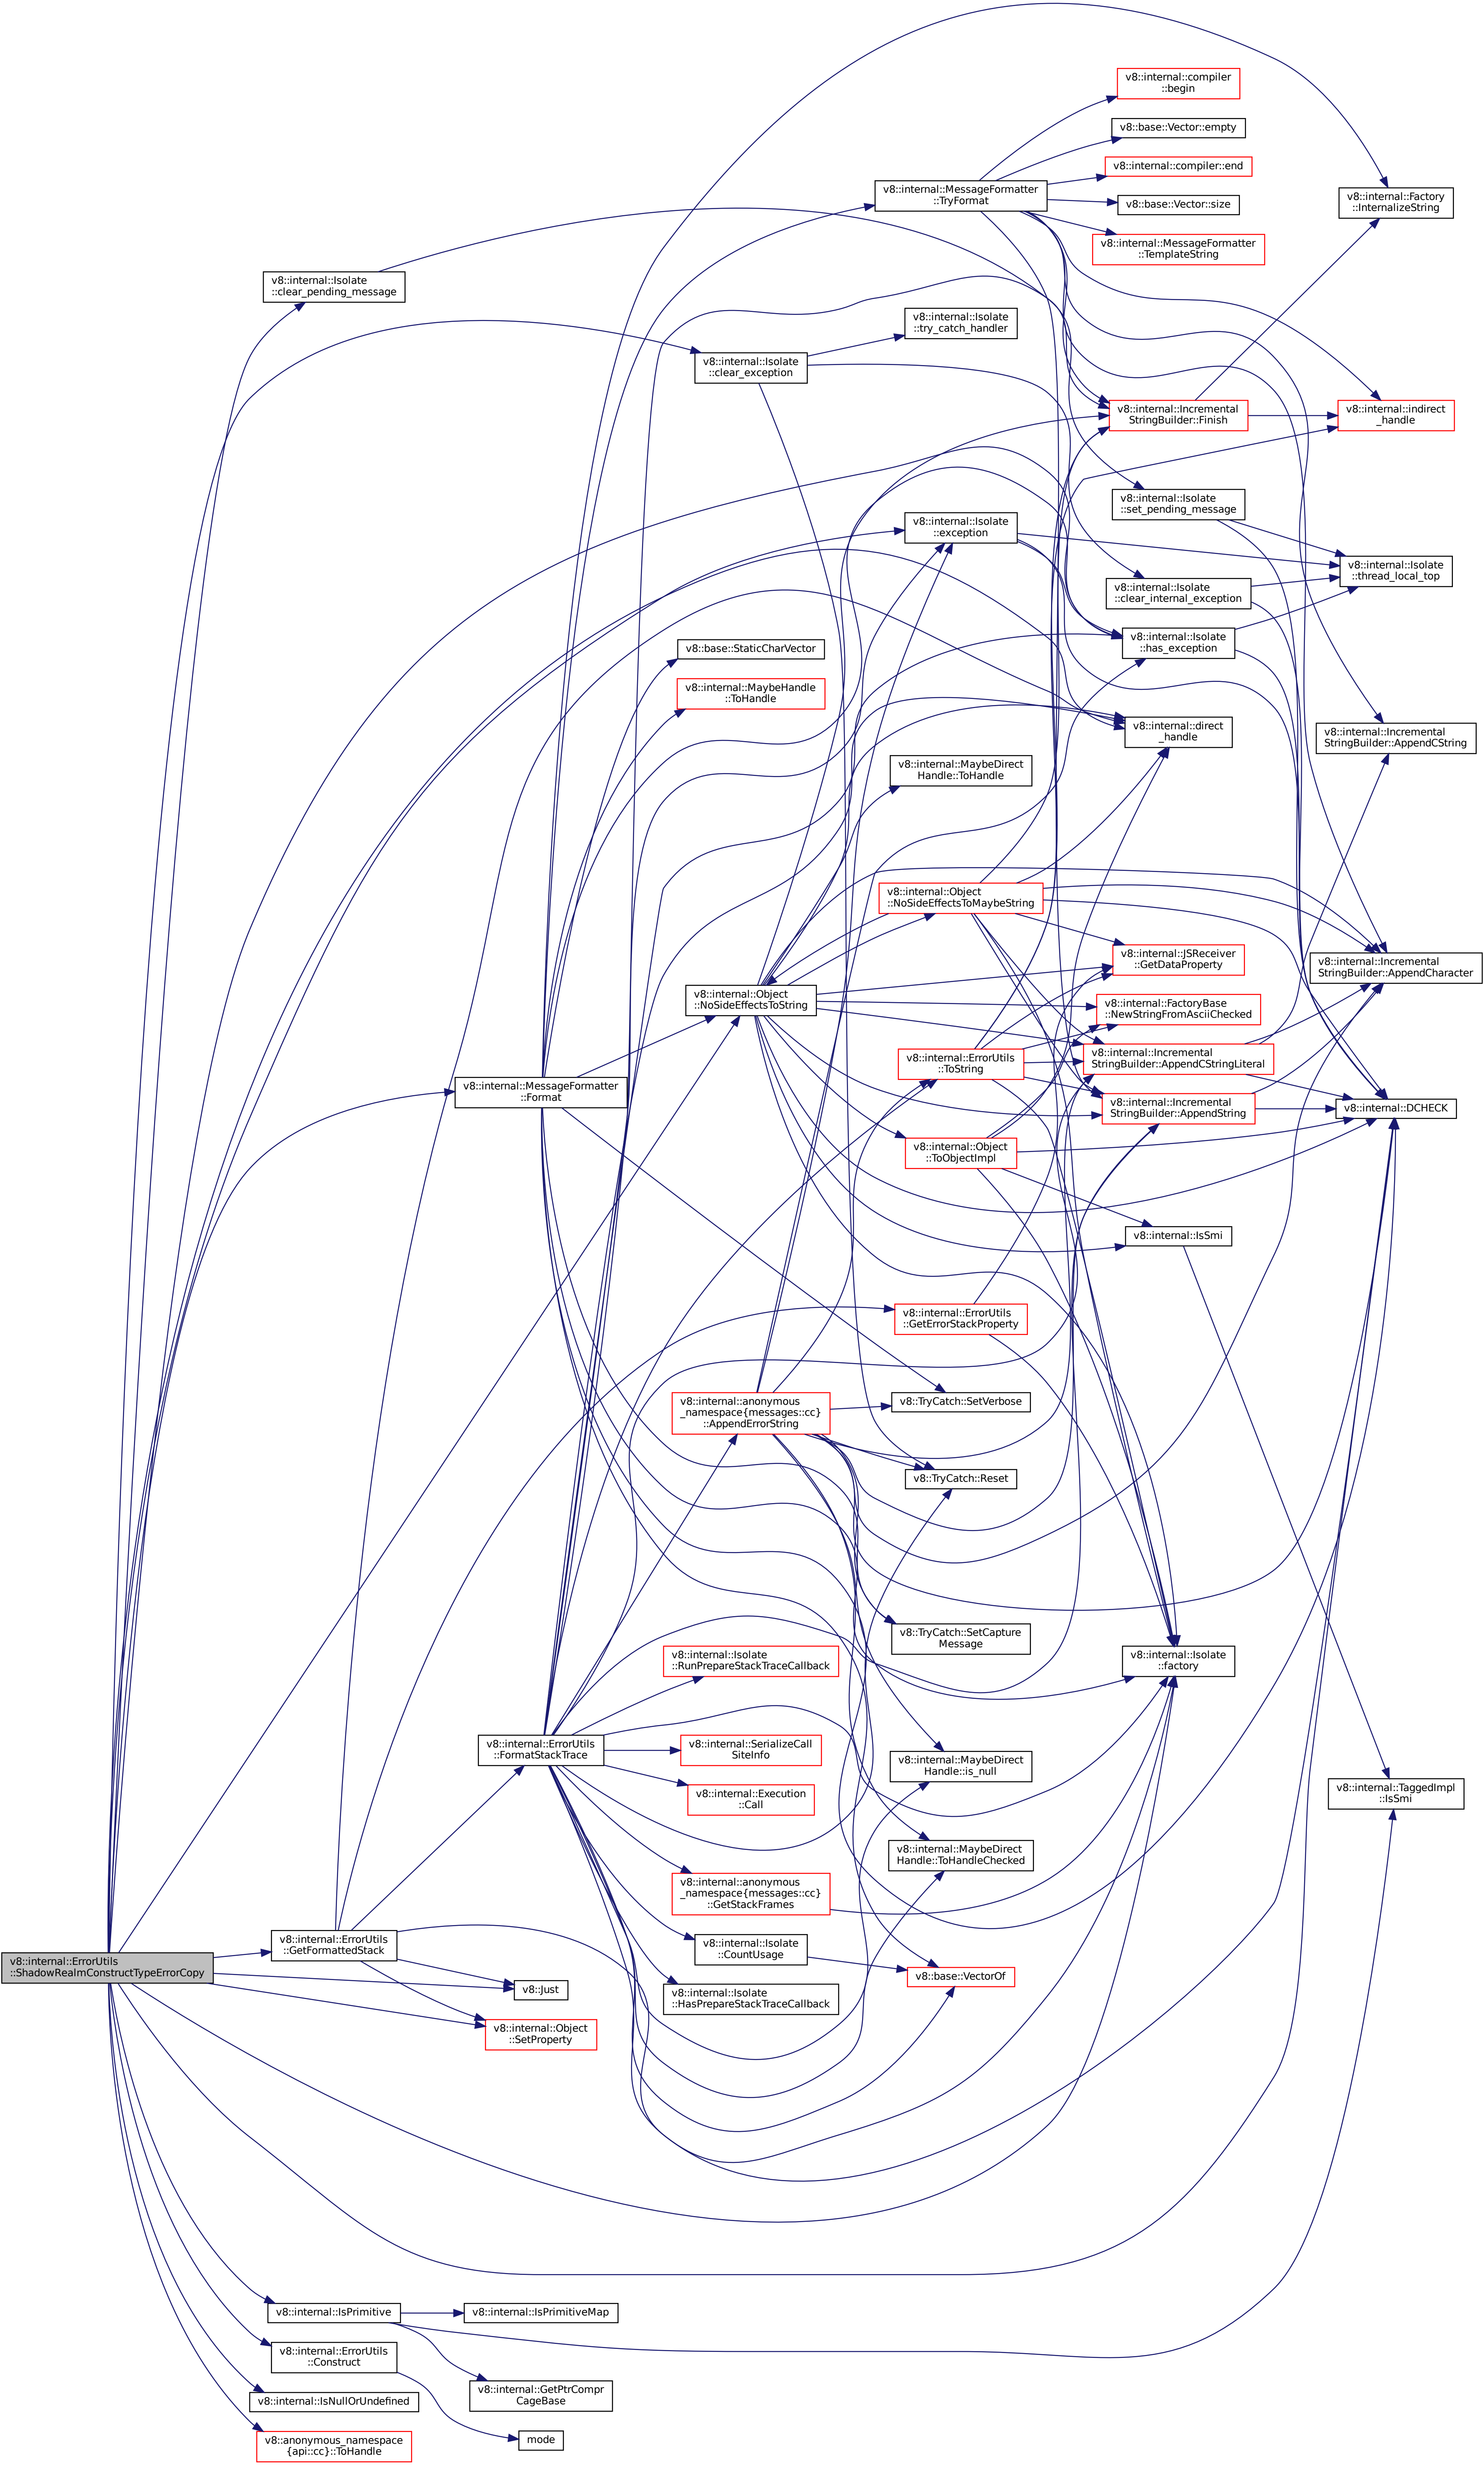 v8::internal::compiler
::begin
v8::base::Vector::empty
v8::internal::compiler::end
v8::internal::MessageFormatter
::TryFormat
v8::base::Vector::size
v8::internal::Factory
::InternalizeString
v8::internal::MessageFormatter
::TemplateString
v8::internal::Isolate
::clear_pending_message
v8::internal::Isolate
::try_catch_handler
v8::internal::Isolate
::clear_exception
v8::internal::Incremental
StringBuilder::Finish
v8::internal::indirect
_handle
v8::internal::Isolate
::set_pending_message
v8::internal::Isolate
::exception
v8::internal::Isolate
::thread_local_top
v8::internal::Isolate
::clear_internal_exception
v8::internal::Isolate
::has_exception
v8::base::StaticCharVector
v8::internal::MaybeHandle
::ToHandle
v8::internal::direct
_handle
v8::internal::Incremental
StringBuilder::AppendCString
v8::internal::MaybeDirect
Handle::ToHandle
v8::internal::Object
::NoSideEffectsToMaybeString
v8::internal::JSReceiver
::GetDataProperty
v8::internal::Incremental
StringBuilder::AppendCharacter
v8::internal::Object
::NoSideEffectsToString
v8::internal::FactoryBase
::NewStringFromAsciiChecked
v8::internal::ErrorUtils
::ToString
v8::internal::Incremental
StringBuilder::AppendCStringLiteral
v8::internal::MessageFormatter
::Format
v8::internal::Incremental
StringBuilder::AppendString
v8::internal::DCHECK
v8::internal::Object
::ToObjectImpl
v8::internal::IsSmi
v8::internal::ErrorUtils
::GetErrorStackProperty
v8::internal::anonymous
_namespace{messages::cc}
::AppendErrorString
v8::TryCatch::SetVerbose
v8::TryCatch::Reset
v8::TryCatch::SetCapture
Message
v8::internal::Isolate
::RunPrepareStackTraceCallback
v8::internal::Isolate
::factory
v8::internal::ErrorUtils
::FormatStackTrace
v8::internal::SerializeCall
SiteInfo
v8::internal::MaybeDirect
Handle::is_null
v8::internal::Execution
::Call
v8::internal::TaggedImpl
::IsSmi
v8::internal::MaybeDirect
Handle::ToHandleChecked
v8::internal::anonymous
_namespace{messages::cc}
::GetStackFrames
v8::internal::ErrorUtils
::GetFormattedStack
v8::internal::Isolate
::CountUsage
v8::internal::ErrorUtils
::ShadowRealmConstructTypeErrorCopy
v8::base::VectorOf
v8::Just
v8::internal::Isolate
::HasPrepareStackTraceCallback
v8::internal::Object
::SetProperty
v8::internal::IsPrimitive
v8::internal::IsPrimitiveMap
v8::internal::ErrorUtils
::Construct
v8::internal::GetPtrCompr
CageBase
v8::internal::IsNullOrUndefined
mode
v8::anonymous_namespace
{api::cc}::ToHandle